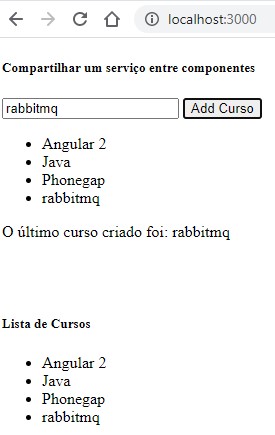 localhost:3000
Compartilhar um serviço entre componentes
rabbitmq Add Curso
Angular 2
Java
Phonegap
rabbitmq
O último curso criado foi: rabbitmq
Lista de Cursos
Angular 2
Java
Phonegap
rabbitmq